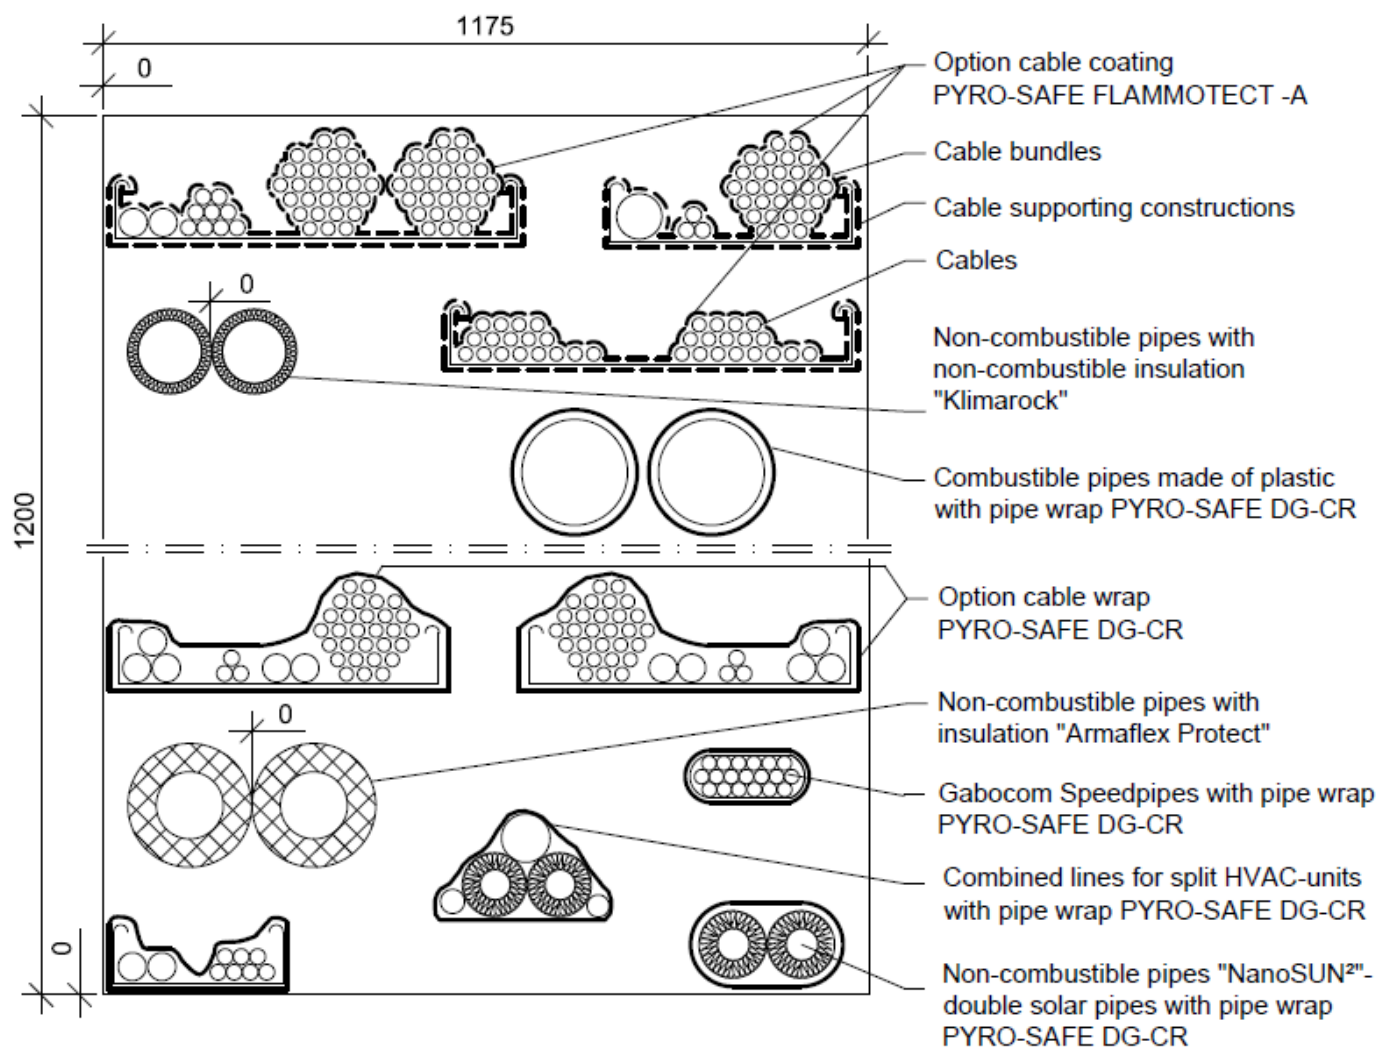 1175
0
Option cable coating
PYRO-SAFE FLAMMOTECT -A
Cable bundles
Cable supporting constructions
Cables
0
Non-combustible pipes with
non-combustible insulation
"Klimarock"
Combustible pipes made of plastic
with pipe wrap PYRO-SAFE DG-CR
1200
Option cable wrap
PYRO-SAFE DG-CR
0
Non-combustible pipes with
insulation "Armaflex Protect"
Gabocom Speedpipes with pipe wrap
PYRO-SAFE DG-CR
Combined lines for split HVAC-units
with pipe wrap PYRO-SAFE DG-CR
0
Non-combustible pipes "NanoSUN²"-
double solar pipes with pipe wrap
PYRO-SAFE DG-CR